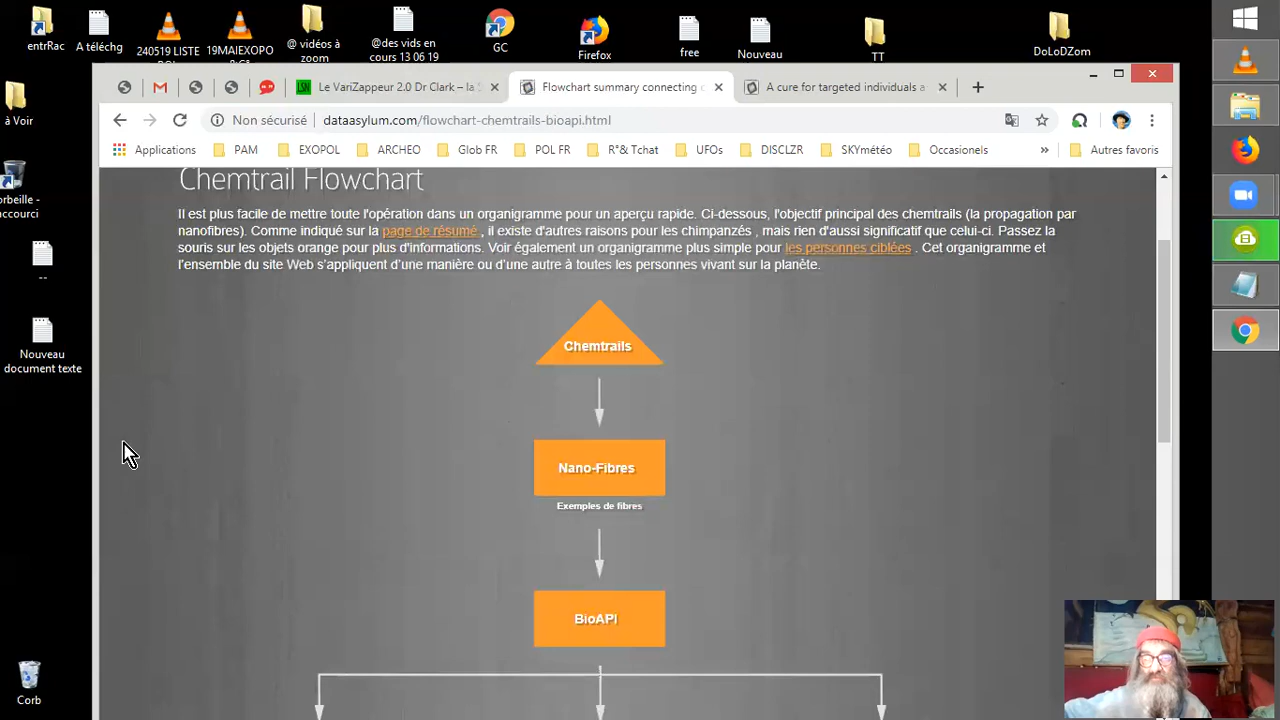 entrRac
A téléchg
240519 LISTE
19MAIEXOPO
@ vidéos à
zoom
@des vids en
cours 13 06 19
GC
Firefox
free
Nouveau
TT
DoLoDZom
à Voir
orbeille -
accourci
--
Nouveau
document texte
Corb
LSN Le VariZappeur 2.0 Dr Clark – la
Flowchart summary connecting
A cure for targeted individuals a
Non sécurisé dataasylum.com/flowchart-chemtrails-bioapi.html
Applications PAM EXOPOL ARCHEO Glob FR POL FR R°& Tchat UFOs DISCLZR SKYmétéo Occasionels » Autres favoris
Chemtrail Flowchart
Il est plus facile de mettre toute l'opération dans un organigramme pour un aperçu rapide. Ci-dessous, l'objectif principal des chemtrails (la propagation par
nanofibres). Comme indiqué sur la page de résumé , il existe d'autres raisons pour les chimpanzés , mais rien d'aussi significatif que celui-ci. Passez la
souris sur les objets orange pour plus d'informations. Voir également un organigramme plus simple pour les personnes ciblées . Cet organigramme et
l'ensemble du site Web s'appliquent d'une manière ou d'une autre à toutes les personnes vivant sur la planète.
Chemtrails
Nano-Fibres
Exemples de fibres
BioAPI